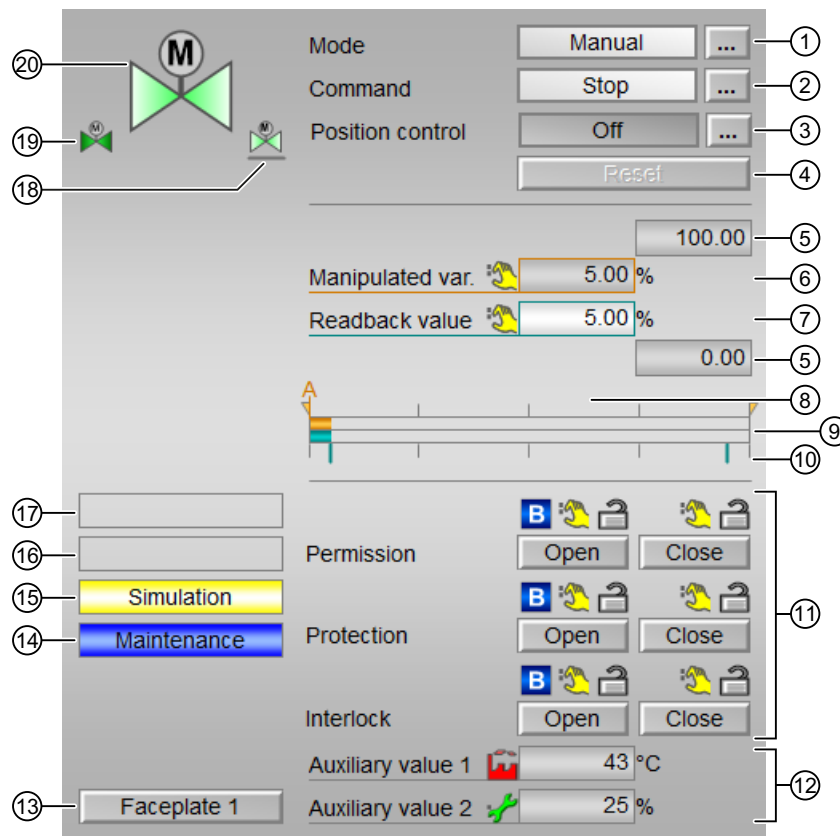 M
Mode Manual ... 1
Command Stop ... 2
Position control Off ... 3
Reset 4
20
M
19
M
18
100.00 5
Manipulated var. 5.00 % 6
Readback value 5.00 % 7
0.00 5
A 8
9
10
17
B
16 Permission Open Close
15 Simulation
B
14 Maintenance Protection Open Close
11
B
Interlock Open Close
Auxiliary value 1 43 °C
12
13 Faceplate 1 Auxiliary value 2 25 %